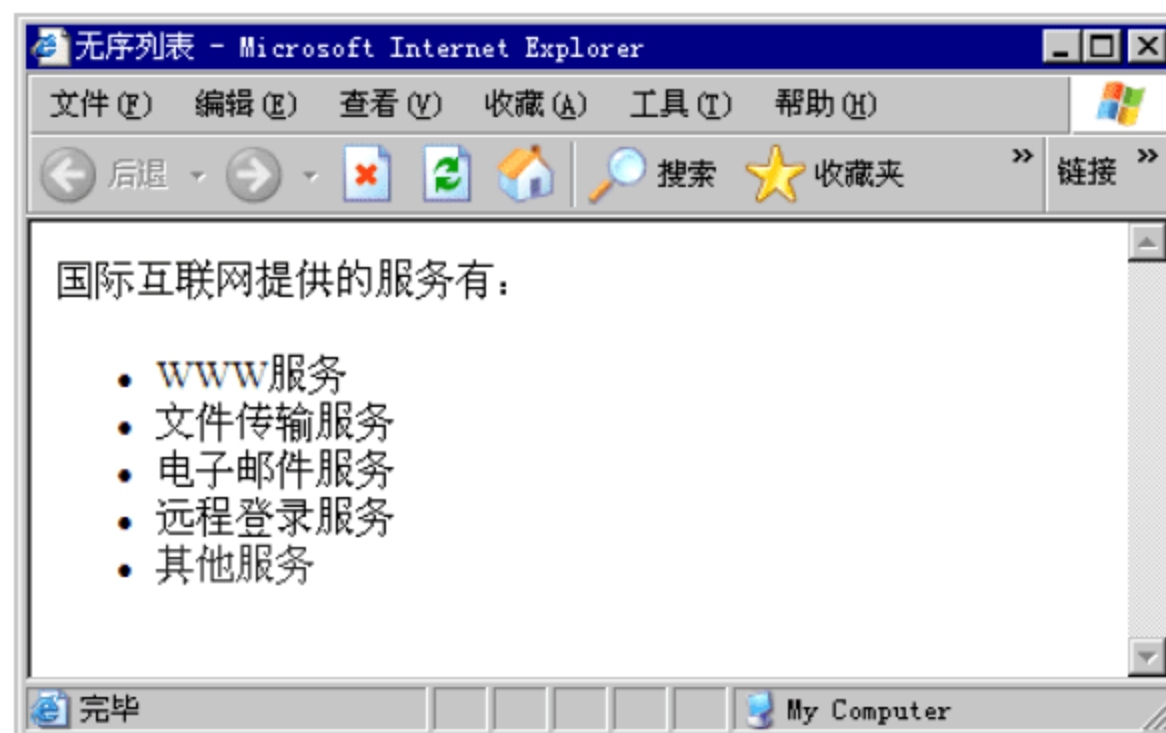 无序列表 - Microsoft Internet Explorer
文件(F) 编辑(E) 查看(V) 收藏(A) 工具(T) 帮助(H)
后退 搜索 收藏夹 » 链接 »
国际互联网提供的服务有：
• WWW服务
• 文件传输服务
• 电子邮件服务
• 远程登录服务
• 其他服务
完毕 My Computer